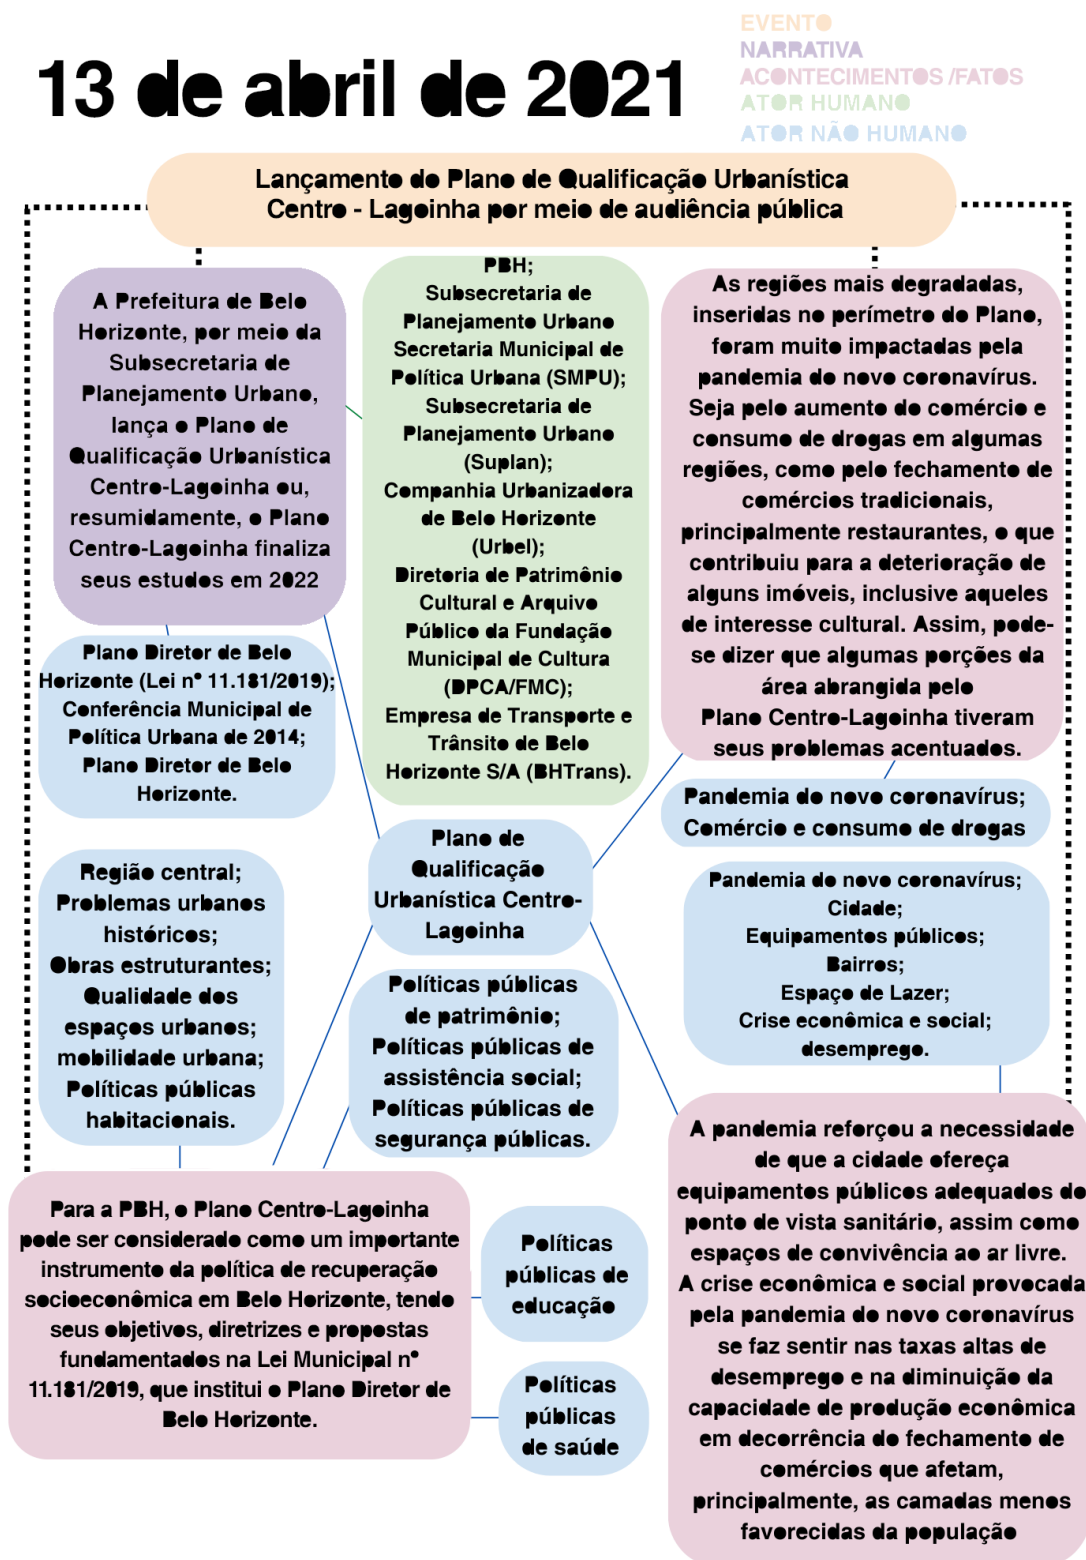 13 de abril de 2021
EVENTO
NARRATIVA
ACONTECIMENTOS /FATOS
ATOR HUMANO
ATOR NÃO HUMANO
Lançamento do Plano de Qualificação Urbanística
Centro - Lagoinha por meio de audiência pública
A Prefeitura de Belo
Horizonte, por meio da
Subsecretaria de
Planejamento Urbano,
lança o Plano de
Qualificação Urbanística
Centro-Lagoinha ou,
resumidamente, o Plano
Centro-Lagoinha finaliza
seus estudos em 2022
PBH;
Subsecretaria de
Planejamento Urbano
Secretaria Municipal de
Política Urbana (SMPU);
Subsecretaria de
Planejamento Urbano
(Suplan);
Companhia Urbanizadora
de Belo Horizonte
(Urbel);
Diretoria de Patrimônio
Cultural e Arquivo
Público da Fundação
Municipal de Cultura
(DPCA/FMC);
Empresa de Transporte e
Trânsito de Belo
Horizonte S/A (BHTrans).
As regiões mais degradadas,
inseridas no perímetro do Plano,
foram muito impactadas pela
pandemia do novo coronavírus.
Seja pelo aumento do comércio e
consumo de drogas em algumas
regiões, como pelo fechamento de
comércios tradicionais,
principalmente restaurantes, o que
contribuiu para a deterioração de
alguns imóveis, inclusive aqueles
de interesse cultural. Assim, pode-
se dizer que algumas porções da
área abrangida pelo
Plano Centro-Lagoinha tiveram
seus problemas acentuados.
Plano Diretor de Belo
Horizonte (Lei n° 11.181/2019);
Conferência Municipal de
Política Urbana de 2014;
Plano Diretor de Belo
Horizonte.
Pandemia do novo coronavírus;
Comércio e consumo de drogas
Plano de
Qualificação
Urbanística Centro-
Lagoinha
Região central;
Problemas urbanos
históricos;
Obras estruturantes;
Qualidade dos
espaços urbanos;
mobilidade urbana;
Políticas públicas
habitacionais.
Pandemia do novo coronavírus;
Cidade;
Equipamentos públicos;
Bairros;
Espaço de Lazer;
Crise econômica e social;
desemprego.
Políticas públicas
de patrimônio;
Políticas públicas de
assistência social;
Políticas públicas de
segurança públicas.
Para a PBH, o Plano Centro-Lagoinha
pode ser considerado como um importante
instrumento da política de recuperação
socioeconômica em Belo Horizonte, tendo
seus objetivos, diretrizes e propostas
fundamentados na Lei Municipal n°
11.181/2019, que institui o Plano Diretor de
Belo Horizonte.
Políticas
públicas de
educação
Políticas
públicas
de saúde
A pandemia reforçou a necessidade
de que a cidade ofereça
equipamentos públicos adequados do
ponto de vista sanitário, assim como
espaços de convivência ao ar livre.
A crise econômica e social provocada
pela pandemia do novo coronavírus
se faz sentir nas taxas altas de
desemprego e na diminuição da
capacidade de produção econômica
em decorrência do fechamento de
comércios que afetam,
principalmente, as camadas menos
favorecidas da população